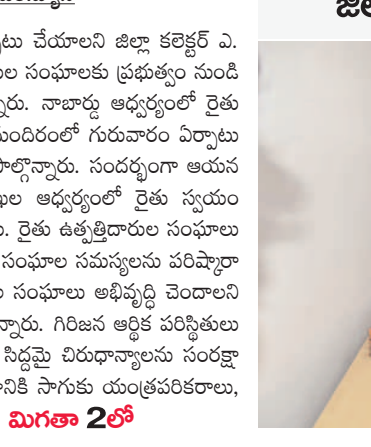 జిల
టు చేయాలని జిల్లా కలెక్టర్ ఎ.
ల సంఘాలకు ప్రభుత్వం నుండి
్నారు. నాబార్డు ఆధ్వర్యంలో రైతు
మందిరంలో గురువారం ఏర్పాటు
పాల్గొన్నారు. సందర్భంగా ఆయన
ఖల ఆధ్వర్యంలో రైతు స్వయం
ు. రైతు ఉత్పత్తిదారుల సంఘాలు
సంఘాల సమస్యలను పరిష్కారా
ల సంఘాలు అభివృద్ధి చెందాలని
న్నారు. గిరిజన ఆర్థిక పరిస్థితులు
సిద్ధమై చిరుధాన్యాలను సంరక్షా
ానికి సాగుకు యంత్రపరికరాలు,
మిగతా 2లో